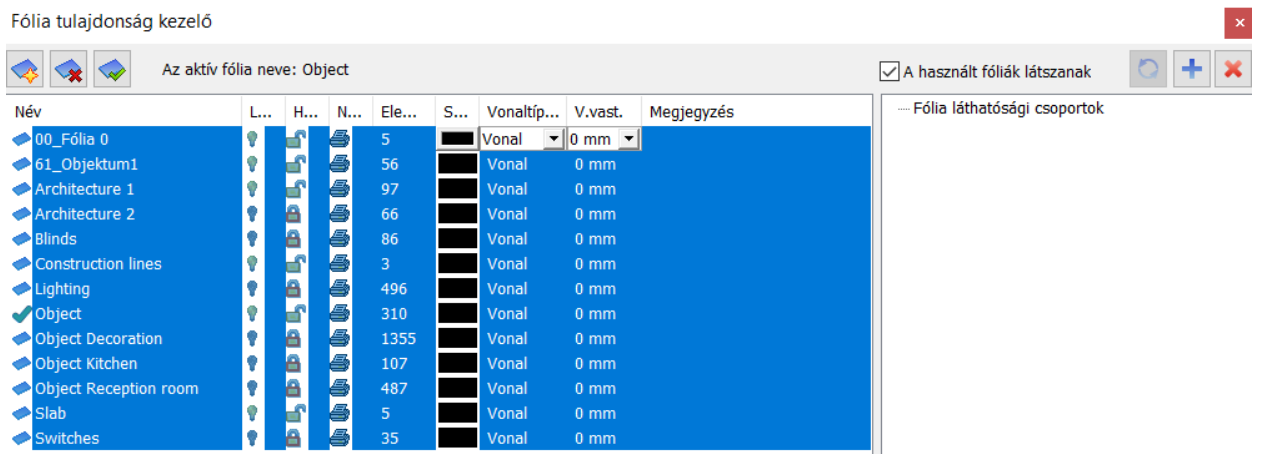 Fólia tulajdonság kezelő
Az aktív fólia neve: Object
A használt fóliák látszanak
Név L... H... N... Ele... S... Vonaltíp... V.vast. Megjegyzés
Fólia láthatósági csoportok
00_Fólia 0 5 Vonal 0 mm
61_Objektum1 56 Vonal 0 mm
Architecture 1 97 Vonal 0 mm
Architecture 2 66 Vonal 0 mm
Blinds 86 Vonal 0 mm
Construction lines 3 Vonal 0 mm
Lighting 496 Vonal 0 mm
Object 310 Vonal 0 mm
Object Decoration 1355 Vonal 0 mm
Object Kitchen 107 Vonal 0 mm
Object Reception room 487 Vonal 0 mm
Slab 5 Vonal 0 mm
Switches 35 Vonal 0 mm